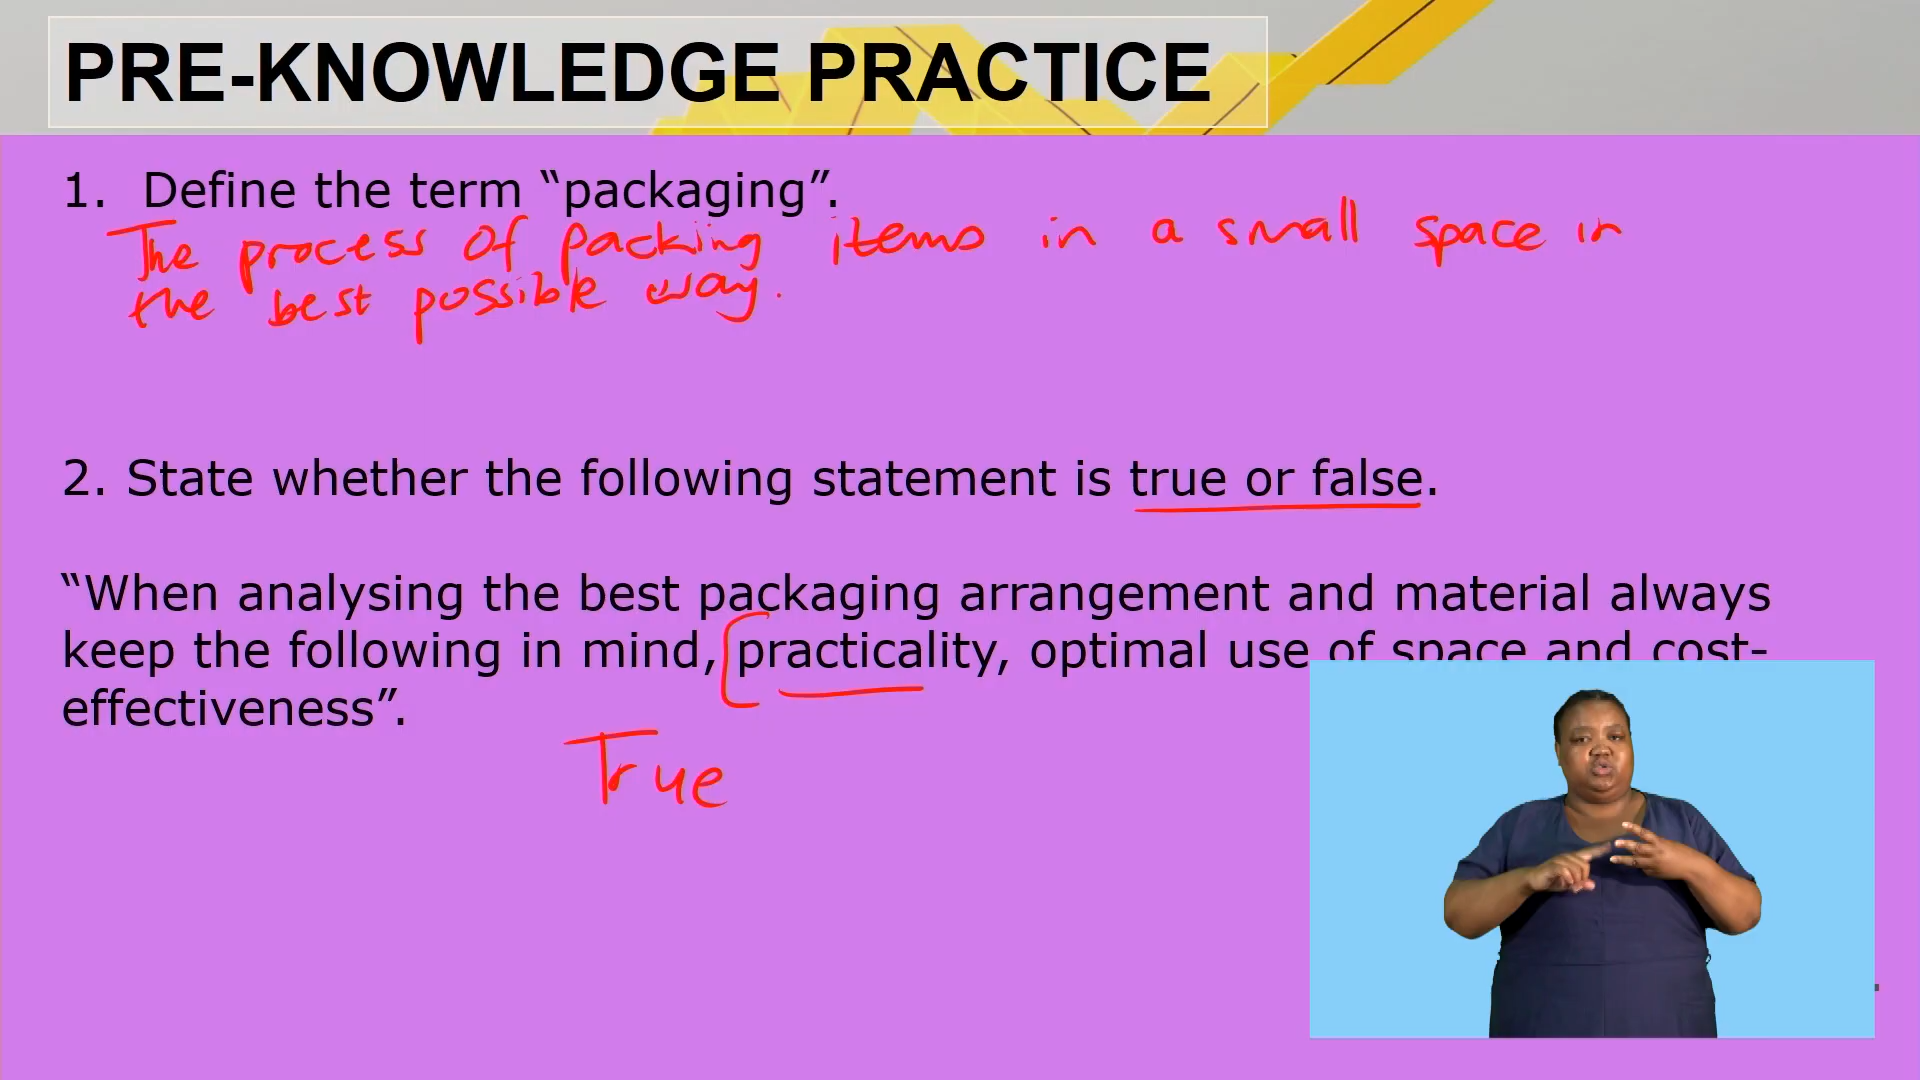 PRE-KNOWLEDGE PRACTICE
1. Define the term “packaging”.
The process of packing items in a small space in
the best possible way.
2. State whether the following statement is true or false.
“When analysing the best packaging arrangement and material always
keep the following in mind, practicality, optimal use of space and cost-
effectiveness”.
True